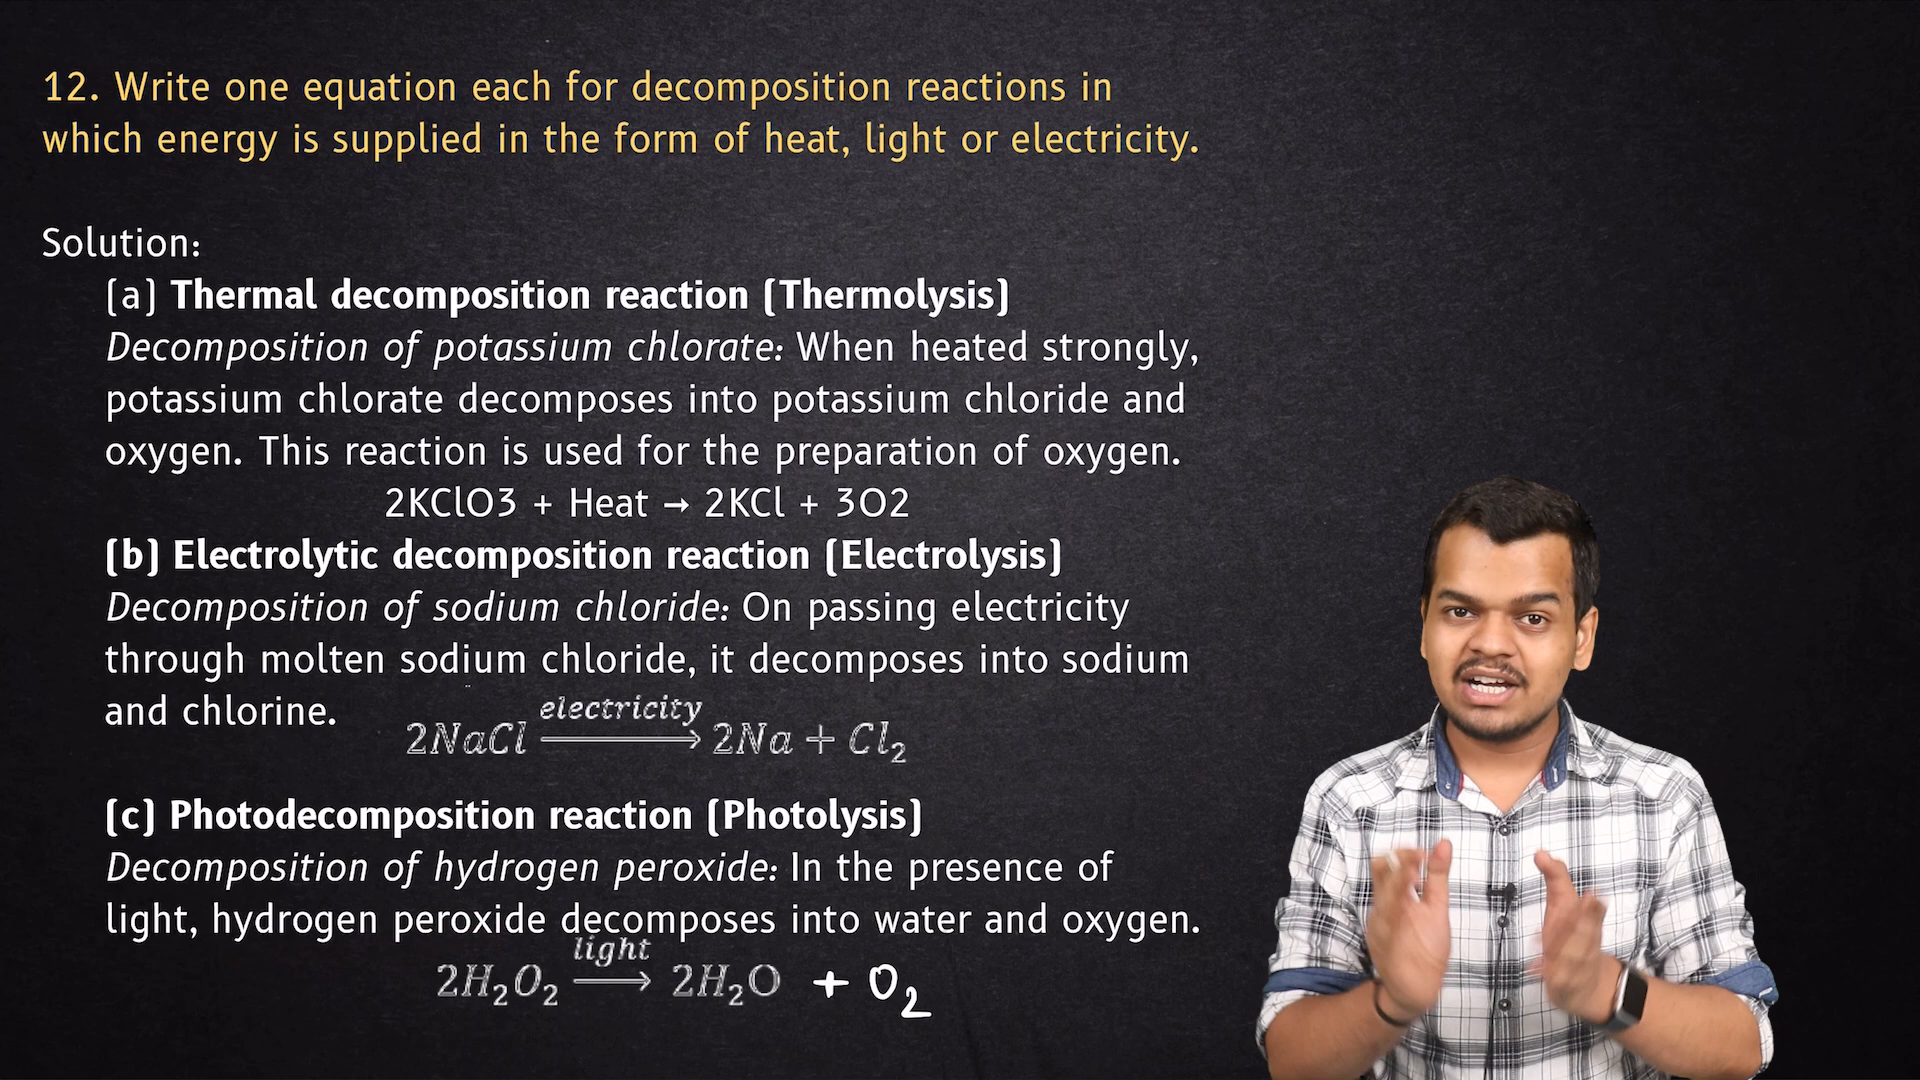 12. Write one equation each for decomposition reactions in
which energy is supplied in the form of heat, light or electricity.
Solution:
(a) Thermal decomposition reaction (Thermolysis)
Decomposition of potassium chlorate: When heated strongly,
potassium chlorate decomposes into potassium chloride and
oxygen. This reaction is used for the preparation of oxygen.
2KClO3 + Heat → 2KCl + 3O2
(b) Electrolytic decomposition reaction (Electrolysis)
Decomposition of sodium chloride: On passing electricity
through molten sodium chloride, it decomposes into sodium
and chlorine.
electricity
2NaCl → 2Na + Cl₂
(c) Photodecomposition reaction (Photolysis)
Decomposition of hydrogen peroxide: In the presence of
light, hydrogen peroxide decomposes into water and oxygen.
light
2H₂O₂ → 2H₂O + O₂